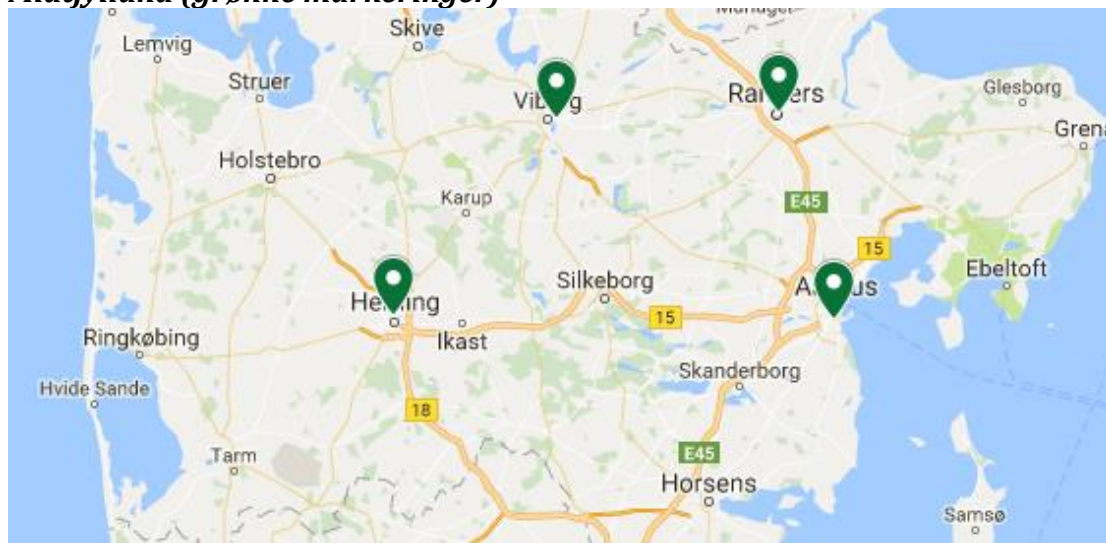 Skive
Lemvig
Struer
Glesborg
Holstebro
Karup
E45
15
Silkeborg
Ebeltoft
15
Ringkøbing
Ikast
Skanderborg
Hvide Sande
18
Tarm
E45
Horsens
Samsø